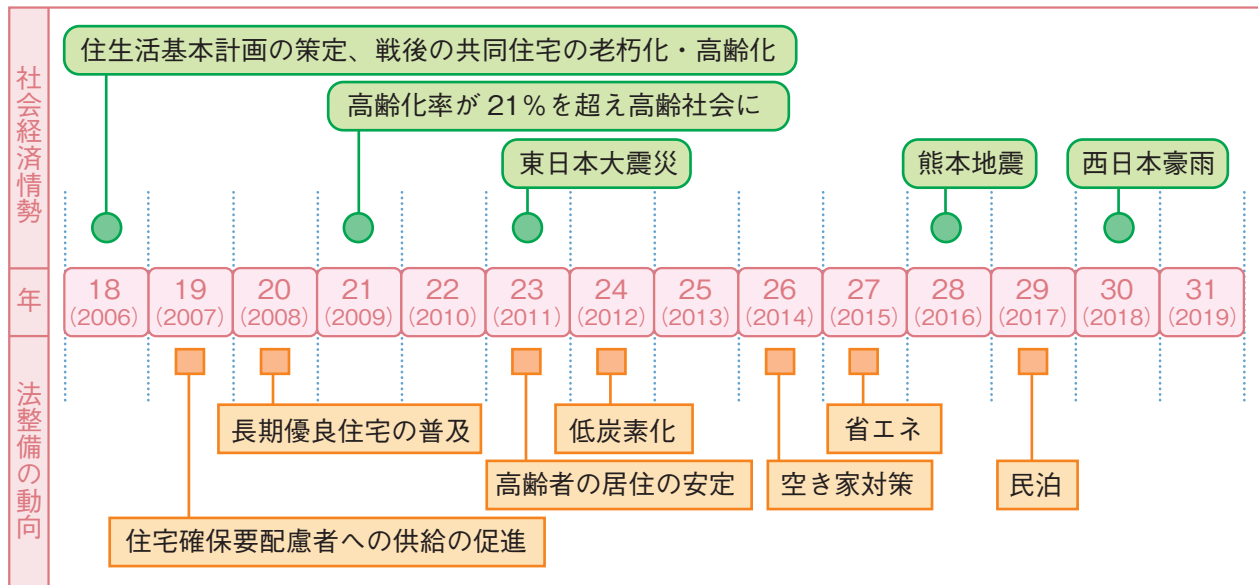 社会経済情勢
住生活基本計画の策定、戦後の共同住宅の老朽化・高齢化
高齢化率が21%を超え高齢社会に
東日本大震災
熊本地震
西日本豪雨
年
18
(2006)
19
(2007)
20
(2008)
21
(2009)
22
(2010)
23
(2011)
24
(2012)
25
(2013)
26
(2014)
27
(2015)
28
(2016)
29
(2017)
30
(2018)
31
(2019)
法整備の動向
長期優良住宅の普及
低炭素化
省エネ
高齢者の居住の安定
空き家対策
民泊
住宅確保要配慮者への供給の促進